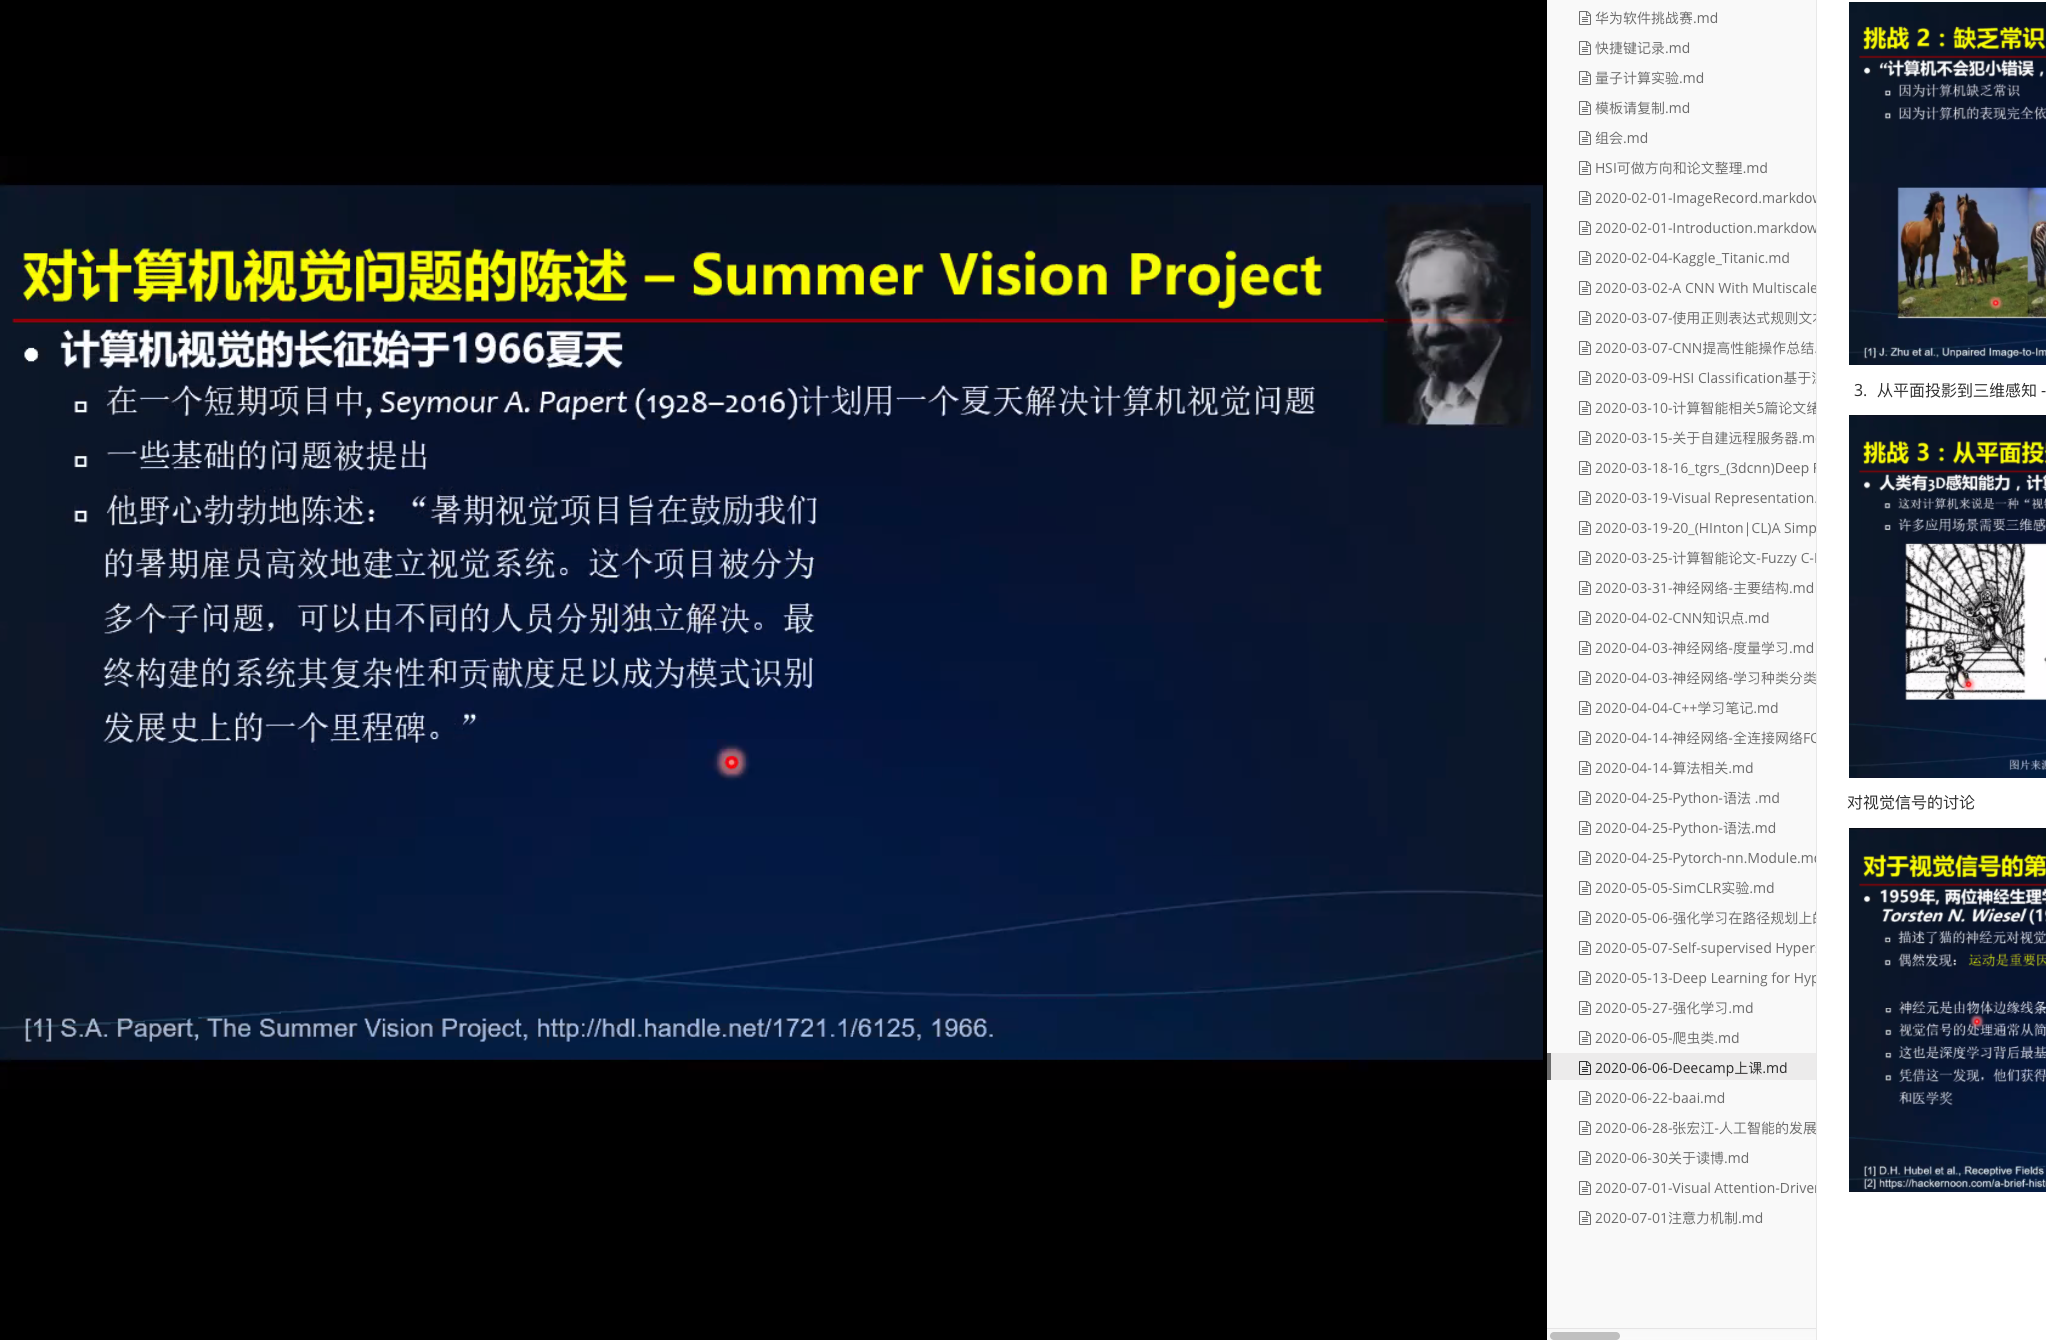 对计算机视觉问题的陈述 – Summer Vision Project
计算机视觉的长征始于1966夏天
在一个短期项目中, Seymour A. Papert (1928–2016)计划用一个夏天解决计算机视觉问题
一些基础的问题被提出
他野心勃勃地陈述：“暑期视觉项目旨在鼓励我们
的暑期雇员高效地建立视觉系统。这个项目被分为
多个子问题，可以由不同的人员分别独立解决。最
终构建的系统其复杂性和贡献度足以成为模式识别
发展史上的一个里程碑。”
[1] S.A. Papert, The Summer Vision Project, http://hdl.handle.net/1721.1/6125, 1966.
华为软件挑战赛.md
快捷键记录.md
量子计算实验.md
模板请复制.md
组会.md
HSI可做方向和论文整理.md
2020-02-01-ImageRecord.markdow
2020-02-01-Introduction.markdow
2020-02-04-Kaggle_Titanic.md
2020-03-02-A CNN With Multiscale
2020-03-07-使用正则表达式规则文
2020-03-07-CNN提高性能操作总结.
2020-03-09-HSI Classification基于
2020-03-10-计算智能相关5篇论文
2020-03-15-关于自建远程服务器.m
2020-03-18-16_tgrs_(3dcnn)Deep
2020-03-19-Visual Representation.
2020-03-19-20_(HInton|CL)A Simp
2020-03-25-计算智能论文-Fuzzy C-
2020-03-31-神经网络-主要结构.md
2020-04-02-CNN知识点.md
2020-04-03-神经网络-度量学习.md
2020-04-03-神经网络-学习种类分类
2020-04-04-C++学习笔记.md
2020-04-14-神经网络-全连接网络FC
2020-04-14-算法相关.md
2020-04-25-Python-语法 .md
2020-04-25-Python-语法.md
2020-04-25-Pytorch-nn.Module.m
2020-05-05-SimCLR实验.md
2020-05-06-强化学习在路径规划上
2020-05-07-Self-supervised Hyper
2020-05-13-Deep Learning for Hyp
2020-05-27-强化学习.md
2020-06-05-爬虫类.md
2020-06-06-Deecamp上课.md
2020-06-22-baai.md
2020-06-28-张宏江-人工智能的发展
2020-06-30关于读博.md
2020-07-01-Visual Attention-Drive
2020-07-01注意力机制.md
挑战 2：缺乏常识
“计算机不会犯小错误，
因为计算机缺乏常识
因为计算机的表现完全依
[1] J. Zhu et al., Unpaired Image-to-Im
3. 从平面投影到三维感知 -
挑战 3：从平面投
人类有3D感知能力，计
这对计算机来说是一种“视
许多应用场景需要三维感
图片来
对视觉信号的讨论
对于视觉信号的第
1959年, 两位神经生理
Torsten N. Wiesel (1
描述了猫的神经元对视觉
偶然发现： 运动是重要因
神经元是由物体边缘线条
视觉信号的处理通常从简
这也是深度学习背后最基
凭借这一发现，他们获得
和医学奖
[1] D.H. Hubel et al., Receptive Fields
[2] https://hackernoon.com/a-brief-hist